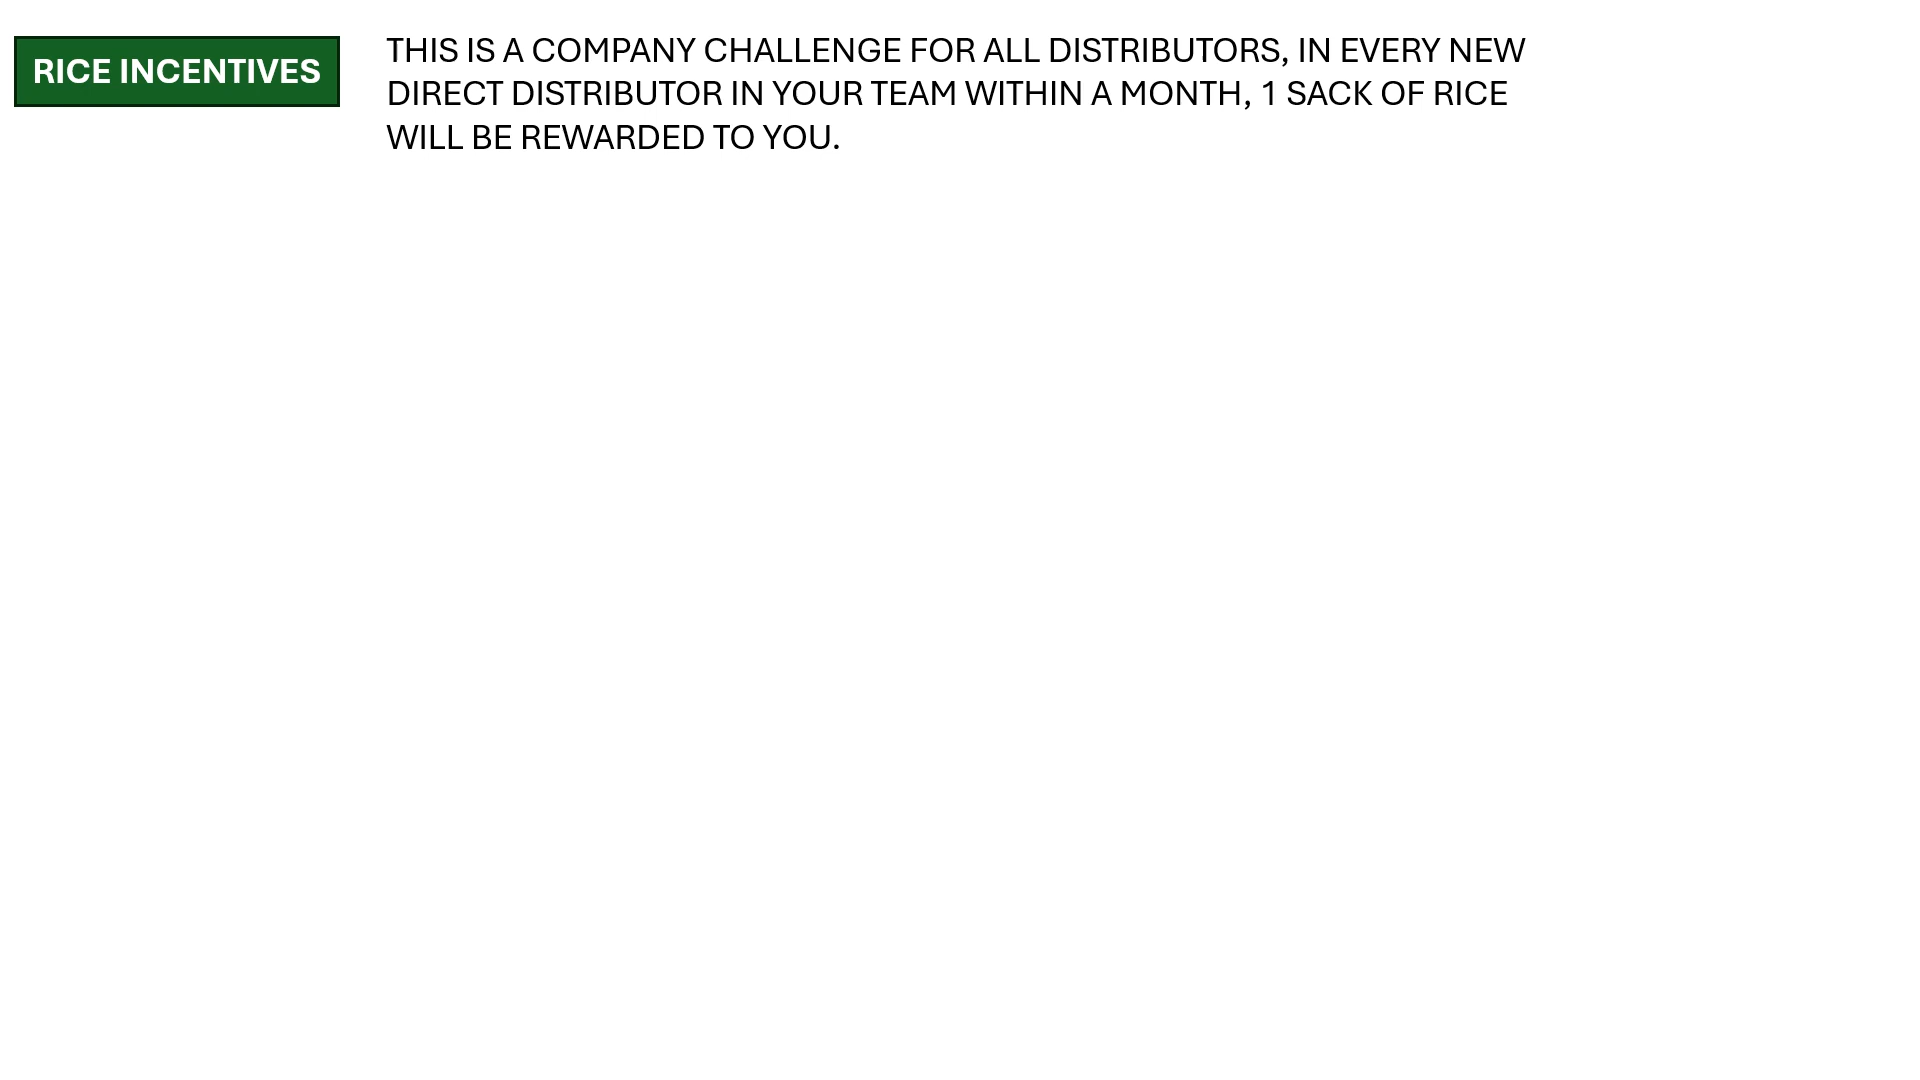 RICE INCENTIVES
THIS IS A COMPANY CHALLENGE FOR ALL DISTRIBUTORS, IN EVERY NEW
DIRECT DISTRIBUTOR IN YOUR TEAM WITHIN A MONTH, 1 SACK OF RICE
WILL BE REWARDED TO YOU.